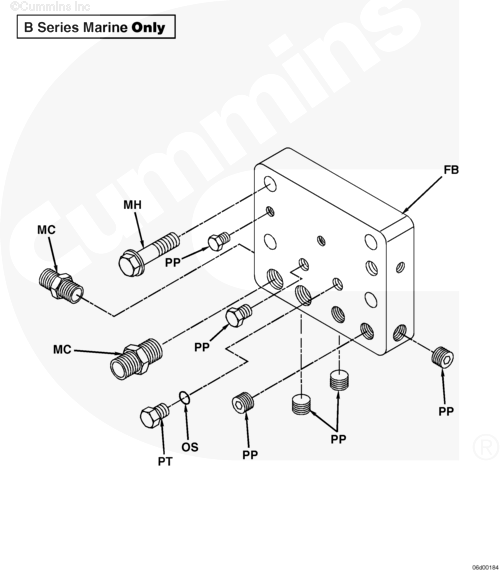 ©Cummins Inc
B Series Marine Only
Cummins
FB
MH
MC
PP
PP
MC
PP
PP
PP
OS
PT
®
06d00184